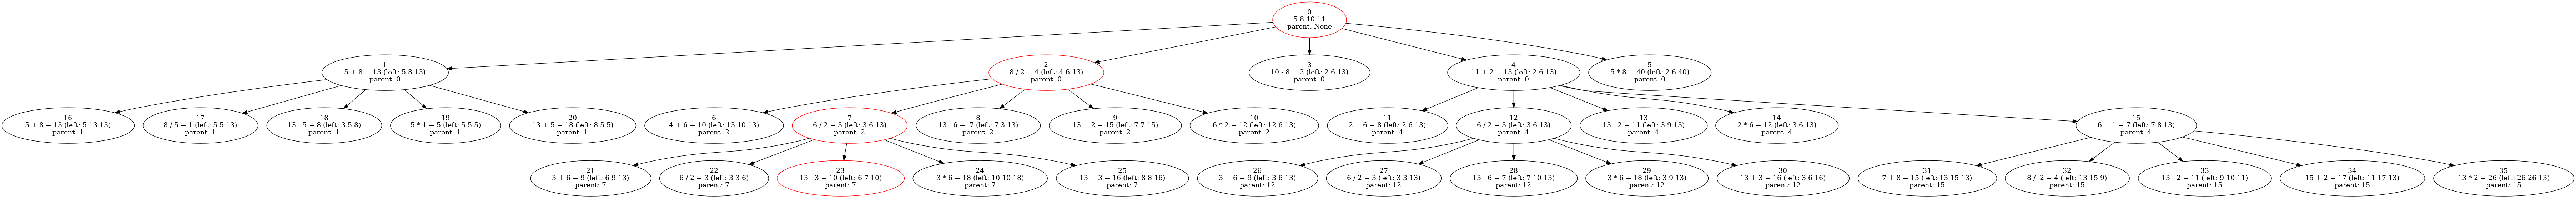 0
5 8 10 11
parent: None
1
5 + 8 = 13 (left: 5 8 13)
parent: 0
2
8 / 2 = 4 (left: 4 6 13)
parent: 0
3
10 - 8 = 2 (left: 2 6 13)
parent: 0
4
11 + 2 = 13 (left: 2 6 13)
parent: 0
5
5 * 8 = 40 (left: 2 6 40)
parent: 0
16
5 + 8 = 13 (left: 5 13 13)
parent: 1
17
8 / 5 = 1 (left: 5 5 13)
parent: 1
18
13 - 5 = 8 (left: 3 5 8)
parent: 1
19
5 * 1 = 5 (left: 5 5 5)
parent: 1
20
13 + 5 = 18 (left: 8 5 5)
parent: 1
6
4 + 6 = 10 (left: 13 10 13)
parent: 2
7
6 / 2 = 3 (left: 3 6 13)
parent: 2
8
13 - 6 =  7 (left: 7 3 13)
parent: 2
9
13 + 2 = 15 (left: 7 7 15)
parent: 2
10
6 * 2 = 12 (left: 12 6 13)
parent: 2
11
2 + 6 = 8 (left: 2 6 13)
parent: 4
12
6 / 2 = 3 (left: 3 6 13)
parent: 4
13
13 - 2 = 11 (left: 3 9 13)
parent: 4
14
2 * 6 = 12 (left: 3 6 13)
parent: 4
15
6 + 1 = 7 (left: 7 8 13)
parent: 4
21
3 + 6 = 9 (left: 6 9 13)
parent: 7
22
6 / 2 = 3 (left: 3 3 6)
parent: 7
23
13 - 3 = 10 (left: 6 7 10)
parent: 7
24
3 * 6 = 18 (left: 10 10 18)
parent: 7
25
13 + 3 = 16 (left: 8 8 16)
parent: 7
26
3 + 6 = 9 (left: 3 6 13)
parent: 12
27
6 / 2 = 3 (left: 3 3 13)
parent: 12
28
13 - 6 = 7 (left: 7 10 13)
parent: 12
29
3 * 6 = 18 (left: 3 9 13)
parent: 12
30
13 + 3 = 16 (left: 3 6 16)
parent: 12
31
7 + 8 = 15 (left: 13 15 13)
parent: 15
32
8 /  2 = 4 (left: 13 15 9)
parent: 15
33
13 - 2 = 11 (left: 9 10 11)
parent: 15
34
15 + 2 = 17 (left: 11 17 13)
parent: 15
35
13 * 2 = 26 (left: 26 26 13)
parent: 15